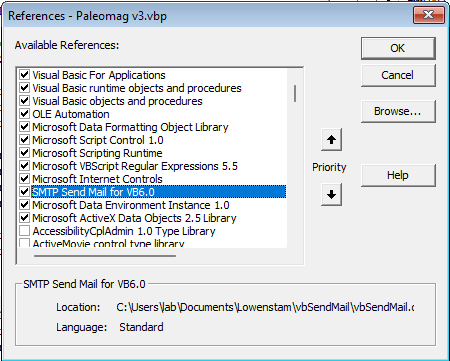 References - Paleomag v3.vbp
Available References:
OK
Visual Basic For Applications
Visual Basic runtime objects and procedures
Visual Basic objects and procedures
OLE Automation
Microsoft Data Formatting Object Library
Microsoft Script Control 1.0
Microsoft Scripting Runtime
Microsoft VBScript Regular Expressions 5.5
Microsoft Internet Controls
SMTP Send Mail for VB6.0
Microsoft Data Environment Instance 1.0
Microsoft ActiveX Data Objects 2.5 Library
AccessibilityCplAdmin 1.0 Type Library
ActiveMovie control type library
Cancel
Browse...
Priority
Help
SMTP Send Mail for VB6.0
Location: C:\Users\lab\Documents\Lowenstam\vbSendMail\vbSendMail.c
Language: Standard